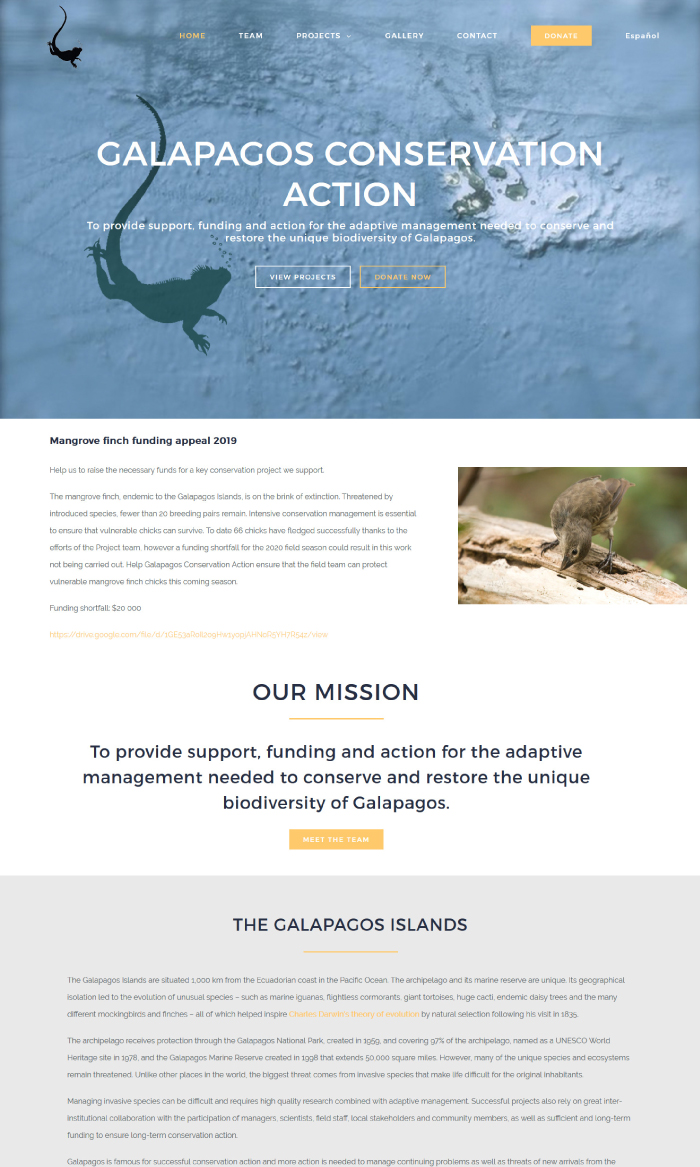 HOME TEAM PROJECTS GALLERY CONTACT DONATE Español
GALAPAGOS CONSERVATION
ACTION
To provide support, funding and action for the adaptive management needed to conserve and
restore the unique biodiversity of Galapagos.
VIEW PROJECTS DONATE NOW
Mangrove finch funding appeal 2019
Help us to raise the necessary funds for a key conservation project we support.
The mangrove finch, endemic to the Galapagos Islands, is on the brink of extinction. Threatened by
introduced species, fewer than 20 breeding pairs remain. Intensive conservation management is essential
to ensure that vulnerable chicks can survive. To date 66 chicks have fledged successfully thanks to the
efforts of the Project team, however a funding shortfall for the 2020 field season could result in this work
not being carried out. Help Galapagos Conservation Action ensure that the field team can protect
vulnerable mangrove finch chicks this coming season.
Funding shortfall: $20 000
OUR MISSION
To provide support, funding and action for the adaptive
management needed to conserve and restore the unique
biodiversity of Galapagos.
MEET THE TEAM
THE GALAPAGOS ISLANDS
The Galapagos Islands are situated 1,000 km from the Ecuadorian coast in the Pacific Ocean. The archipelago and its marine reserve are unique. Its geographical
isolation led to the evolution of unusual species – such as marine iguanas, flightless cormorants, giant tortoises, huge cacti, endemic daisy trees and the many
different mockingbirds and finches – all of which helped inspire Charles Darwin's theory of evolution by natural selection following his visit in 1835.
The archipelago receives protection through the Galapagos National Park, created in 1959, and covering 97% of the archipelago, named as a UNESCO World
Heritage site in 1978, and the Galapagos Marine Reserve created in 1998 that extends 50,000 square miles. However, many of the unique species and ecosystems
remain threatened. Unlike other places in the world, the biggest threat comes from invasive species that make life difficult for the original inhabitants.
Managing invasive species can be difficult and requires high quality research combined with adaptive management. Successful projects also rely on great inter-
institutional collaboration with the participation of managers, scientists, field staff, local stakeholders and community members, as well as sufficient and long-term
funding to ensure long-term conservation action.
Galapagos is famous for successful conservation action and more action is needed to manage continuing problems as well as threats of new arrivals from the